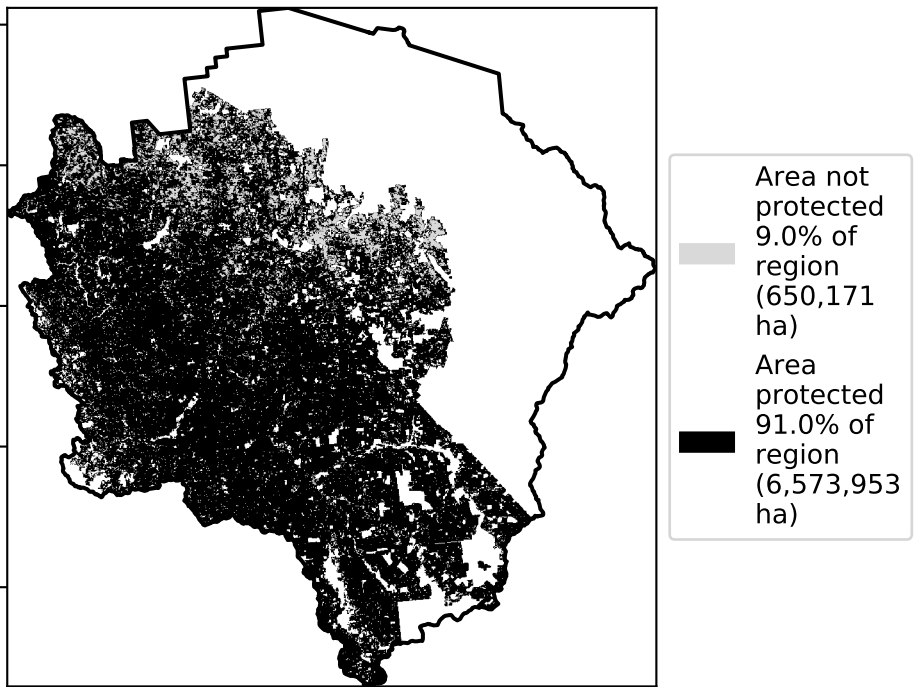 Area not
protected
9.0% of
region
(650,171
ha)
Area
protected
91.0% of
region
(6,573,953
ha)